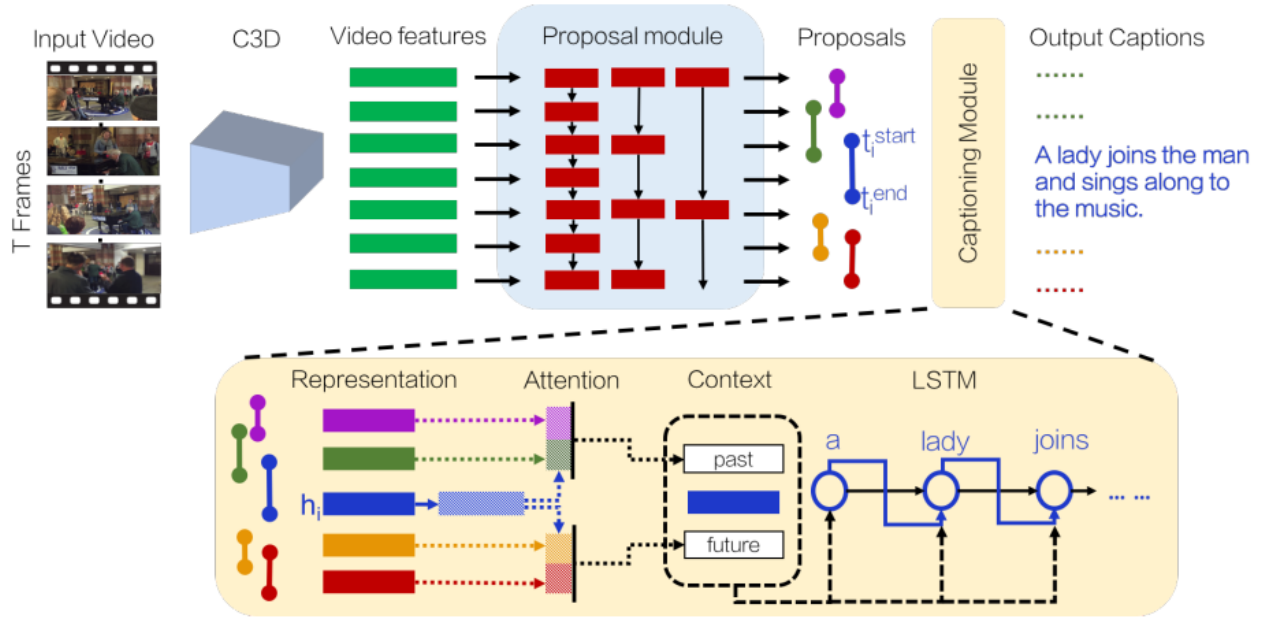 Input Video
C3D
Video features
Proposal module
Proposals
Captioning Module
Output Captions
T Frames
t_i^start
t_i^end
......
......
A lady joins the man
and sings along to
the music.
......
......
Representation
Attention
Context
LSTM
h_i
past
future
a
lady
joins
... ...